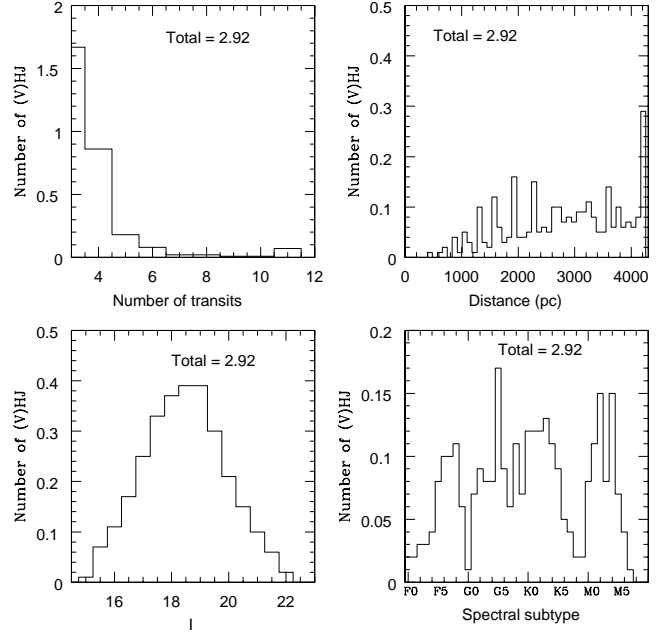 2
1.5
1
0.5
0
Number of (V)HJ
Total = 2.92
4 6 8 10 12
Number of transits
0.5
0.4
0.3
0.2
0.1
0
Number of (V)HJ
Total = 2.92
0 1000 2000 3000 4000
Distance (pc)
0.5
0.4
0.3
0.2
0.1
0
Number of (V)HJ
Total = 2.92
16 18 20 22
I
0.2
0.15
0.1
0.05
0
Number of (V)HJ
Total = 2.92
F0 F5 G0 G5 K0 K5 M0 M5
Spectral subtype